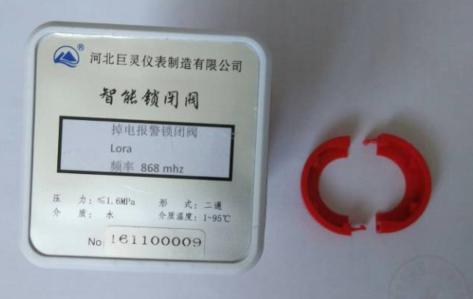 ®
河北巨灵仪表制造有限公司
智能锁闭阀
掉电报警锁闭阀
Lora
频率 868 mhz
压 力: ≤1.6MPa 形 式: 二通
介 质: 水 介质温度: 1-95℃
No 161100009